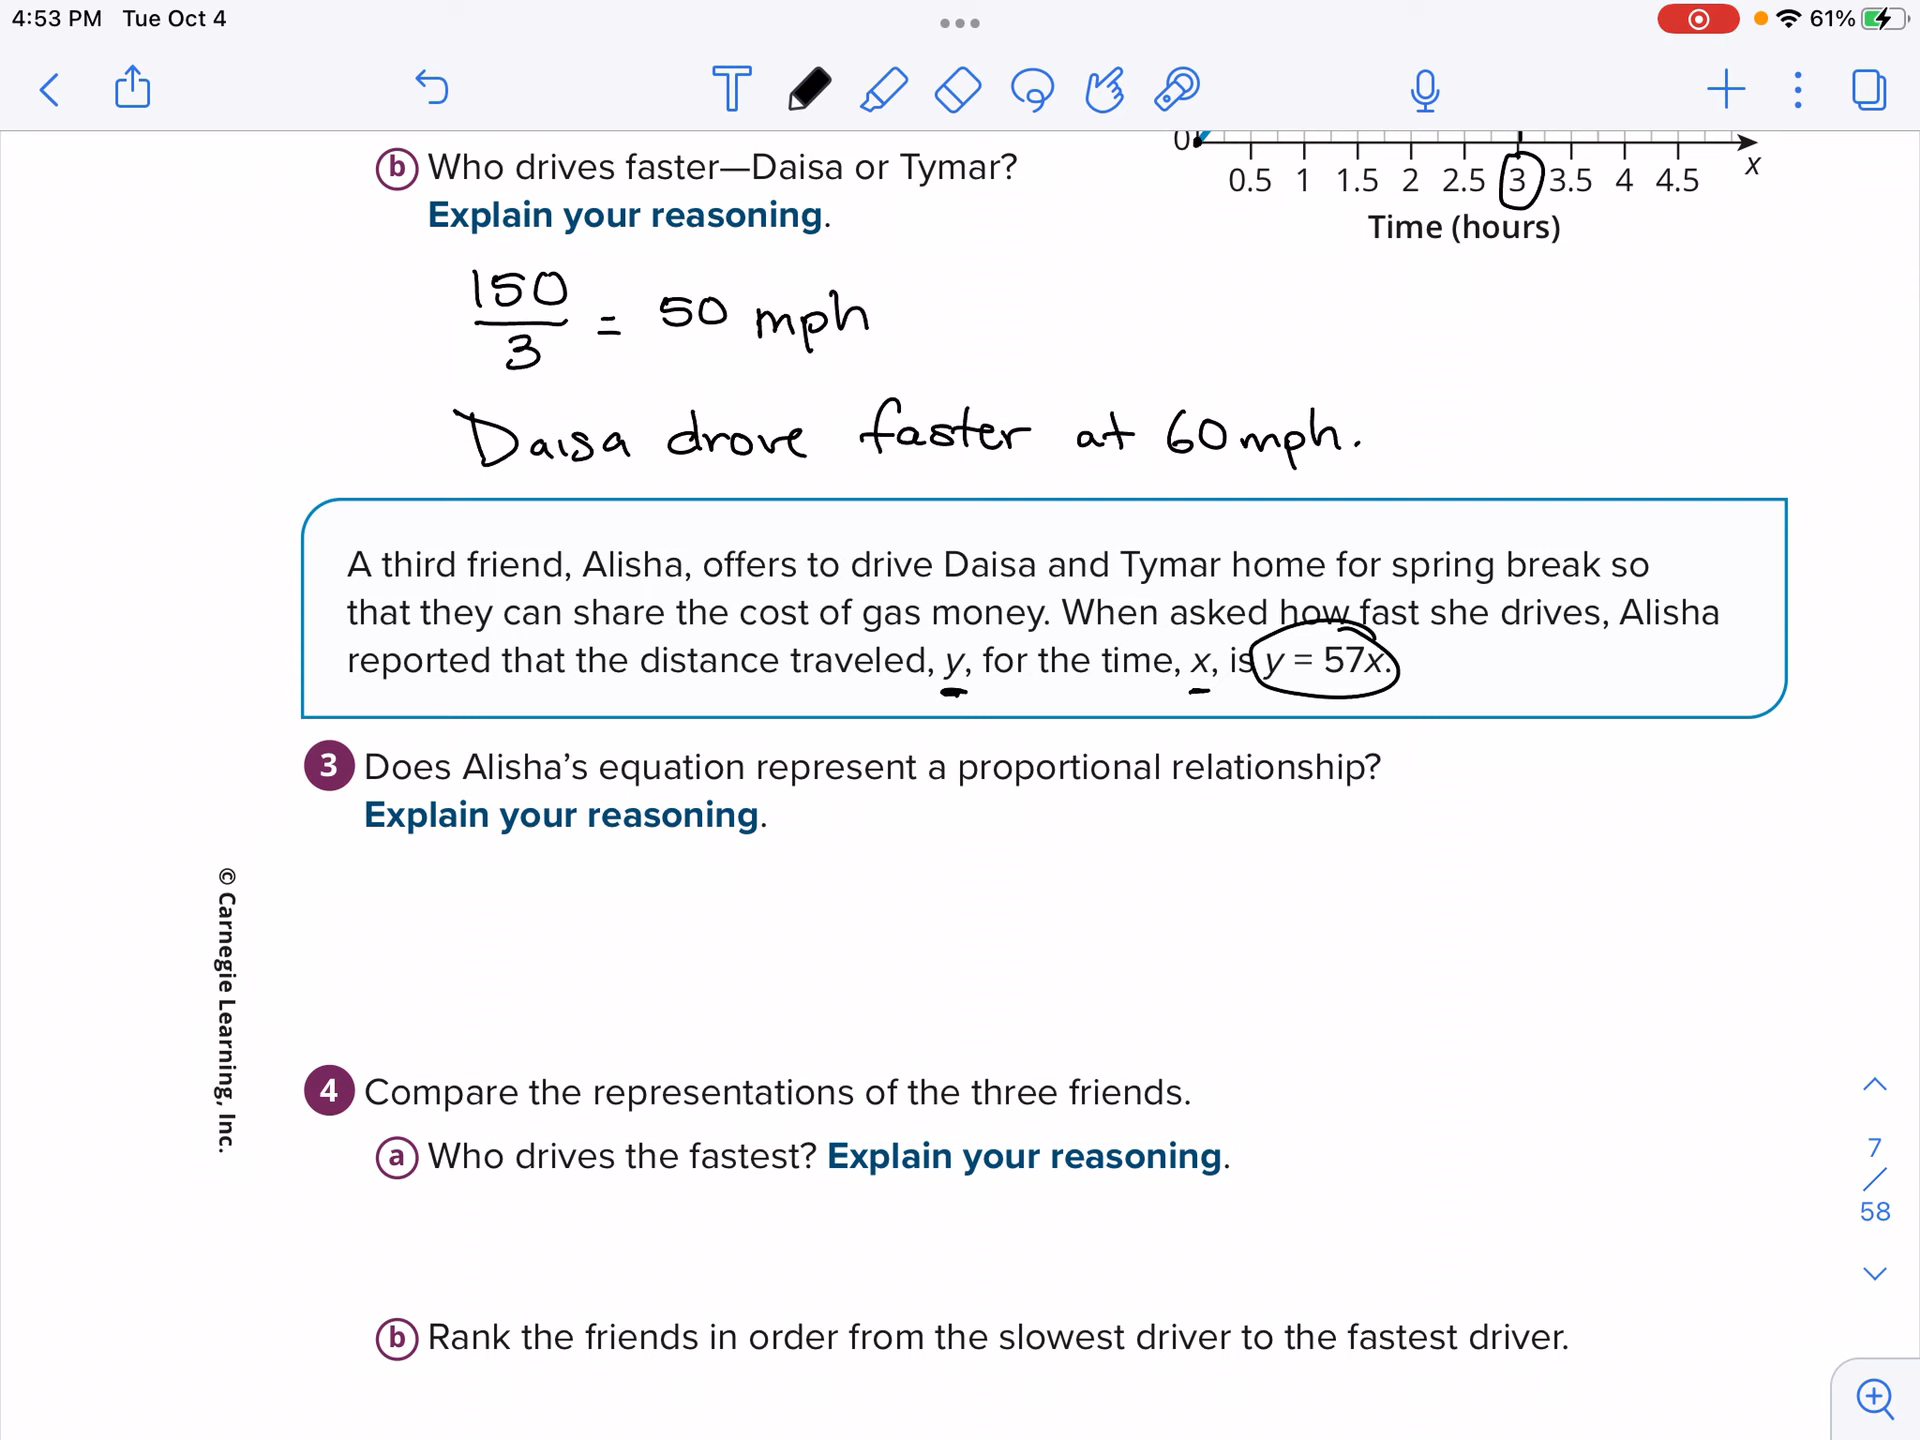 4:53 PM Tue Oct 4
61%
T
0
0.5 1 1.5 2 2.5 3 3.5 4 4.5
x
Time (hours)
b Who drives faster—Daisa or Tymar?
Explain your reasoning.
150
3
= 50 mph
Daisa drove faster at 60 mph.
A third friend, Alisha, offers to drive Daisa and Tymar home for spring break so
that they can share the cost of gas money. When asked how fast she drives, Alisha
reported that the distance traveled, y, for the time, x, is y = 57x.
3 Does Alisha's equation represent a proportional relationship?
Explain your reasoning.
© Carnegie Learning, Inc.
4 Compare the representations of the three friends.
a Who drives the fastest? Explain your reasoning.
b Rank the friends in order from the slowest driver to the fastest driver.
7
/
58